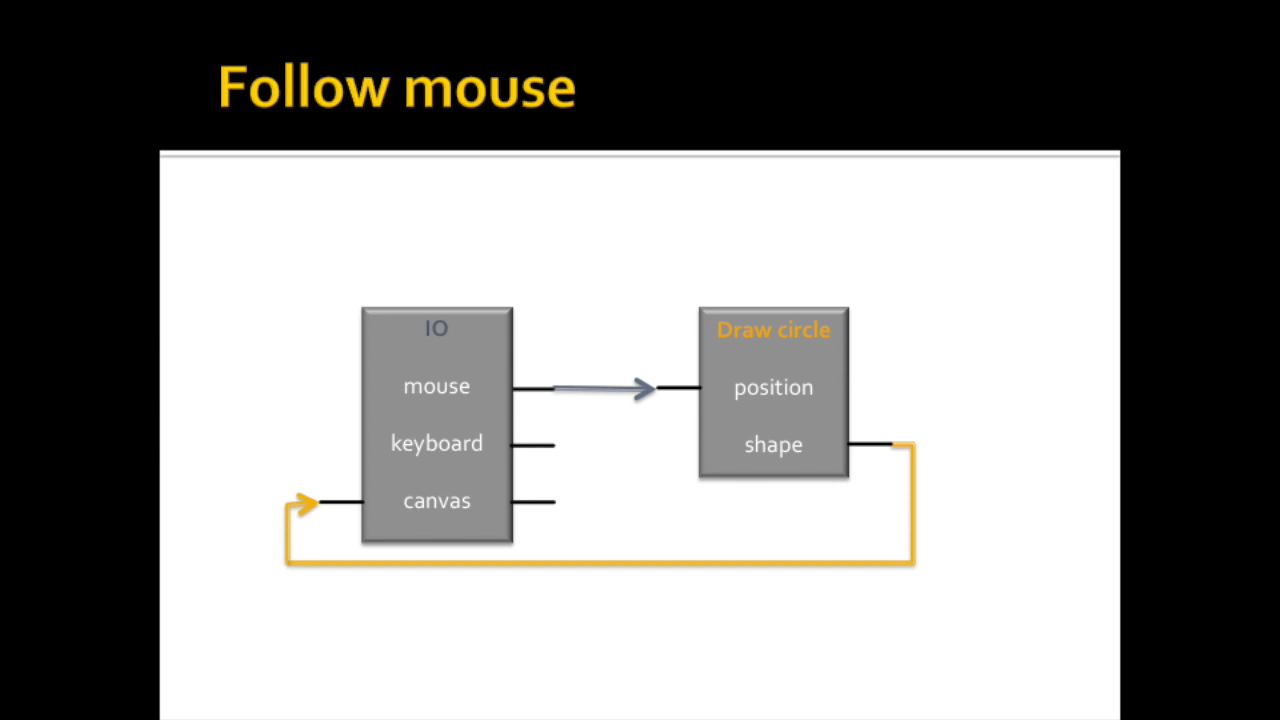 Follow mouse
IO
mouse
keyboard
canvas
Draw circle
position
shape